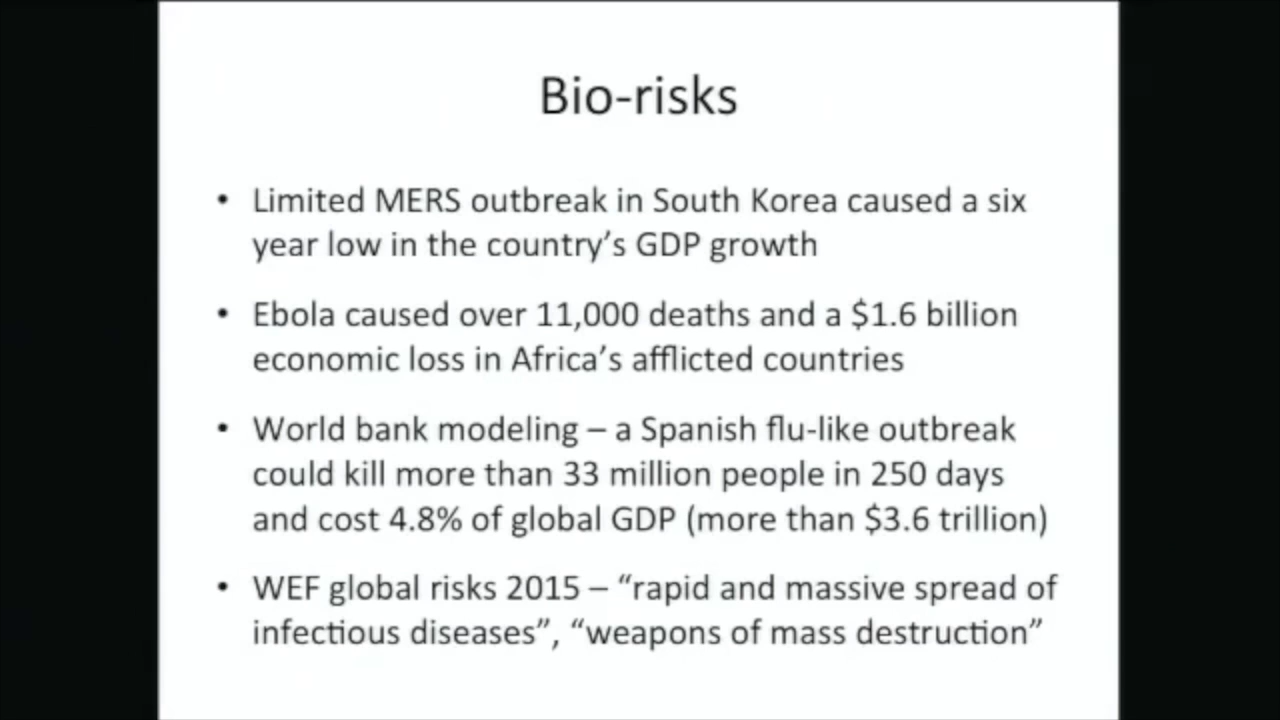 Bio-risks
• Limited MERS outbreak in South Korea caused a six
year low in the country’s GDP growth
• Ebola caused over 11,000 deaths and a $1.6 billion
economic loss in Africa’s afflicted countries
• World bank modeling – a Spanish flu-like outbreak
could kill more than 33 million people in 250 days
and cost 4.8% of global GDP (more than $3.6 trillion)
• WEF global risks 2015 – “rapid and massive spread of
infectious diseases”, “weapons of mass destruction”